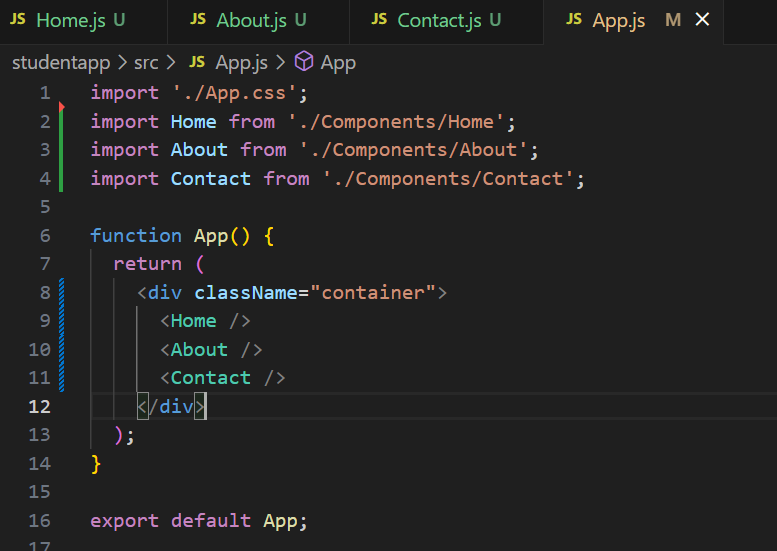 JS Home.js U JS About.js U JS Contact.js U JS App.js M ×
studentapp > src > JS App.js > App
1 import './App.css';
2 import Home from './Components/Home';
3 import About from './Components/About';
4 import Contact from './Components/Contact';
5
6 function App() {
7   return (
8     <div className="container">
9       <Home />
10       <About />
11       <Contact />
12     </div>
13   );
14 }
15
16 export default App;
17